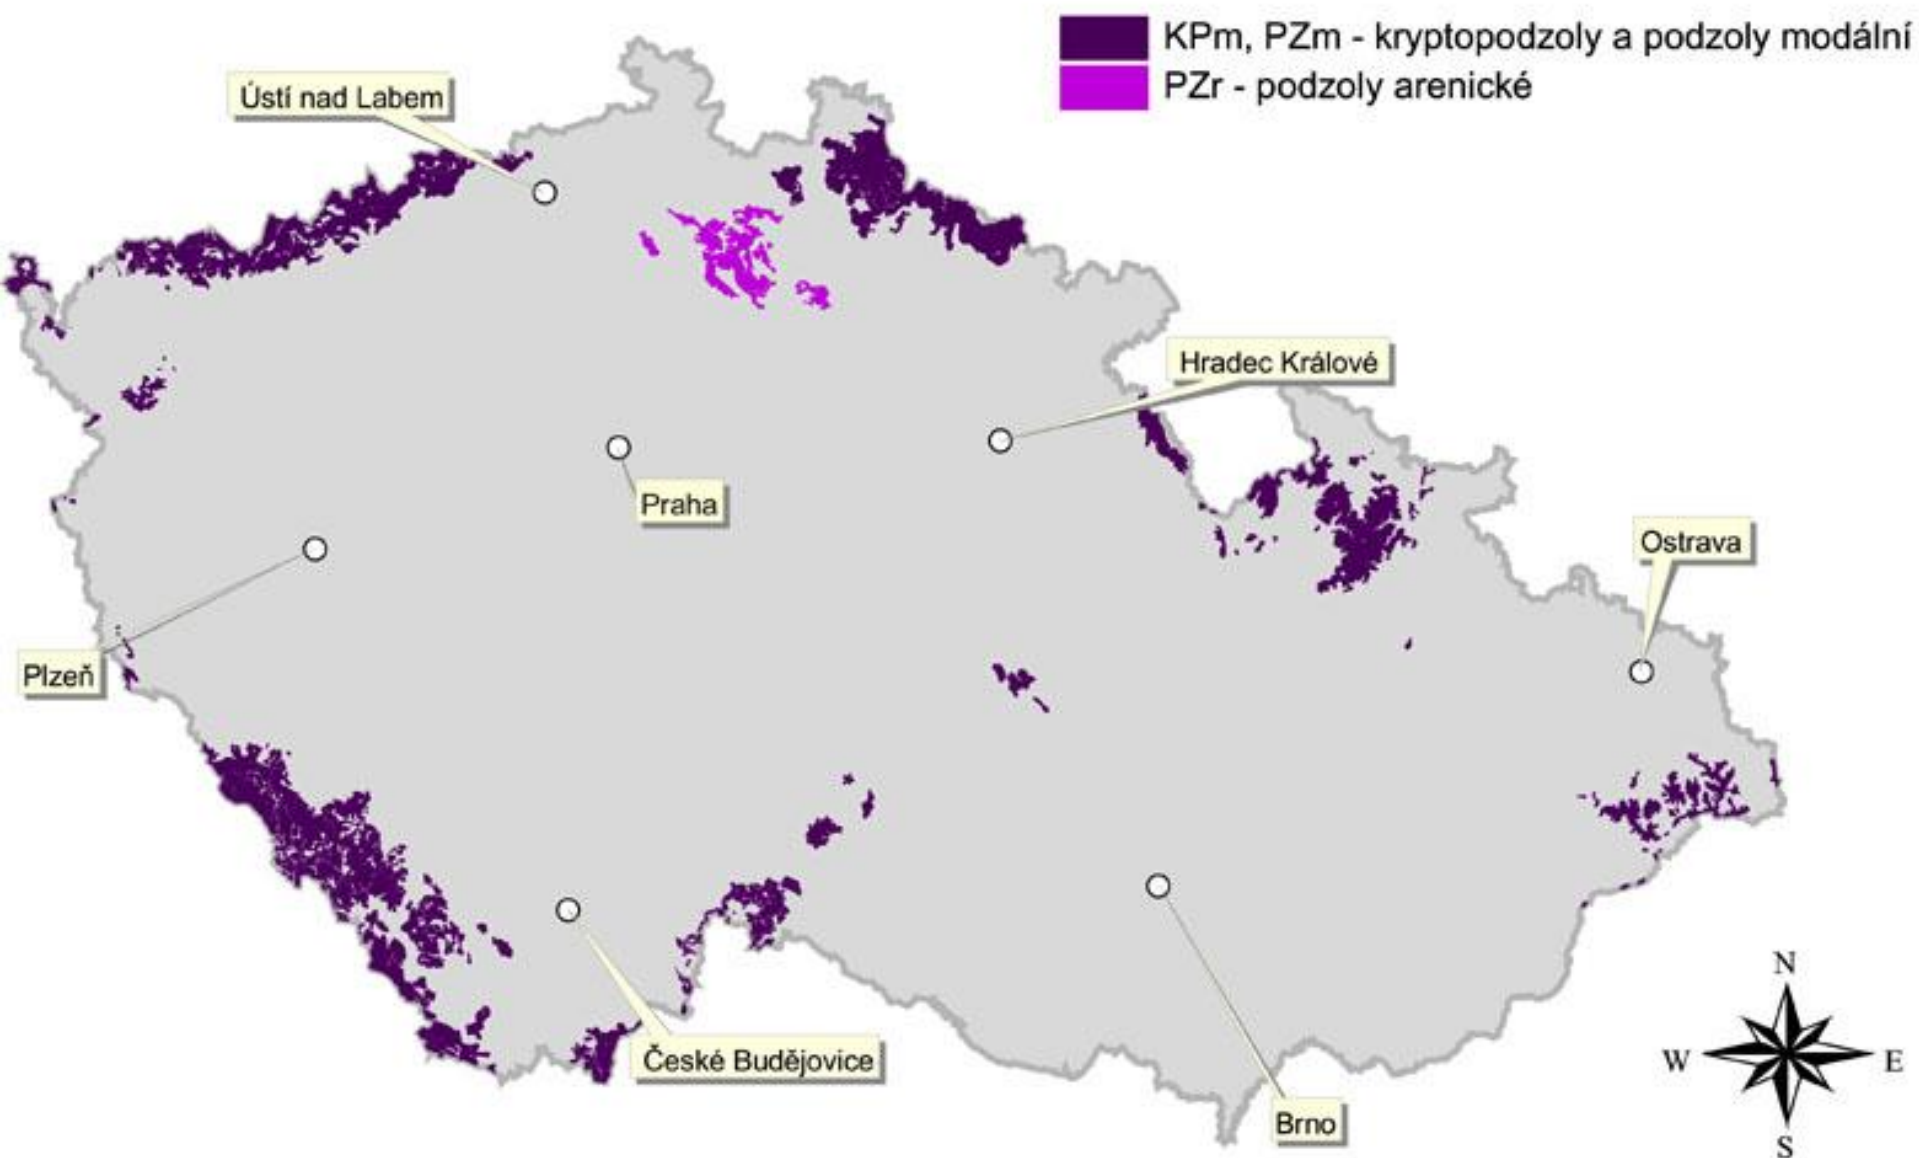 KPm, PZm - kryptopodzoly a podzoly modální
PZr - podzoly arenické
Ústí nad Labem
Hradec Králové
Praha
Ostrava
Plzeň
České Budějovice
Brno
N
W
E
S